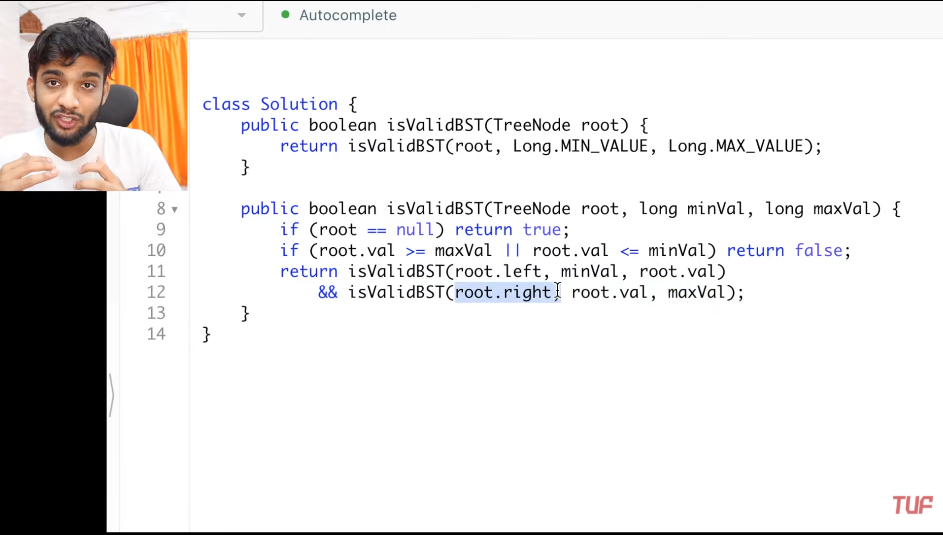 Autocomplete
class Solution {
public boolean isValidBST(TreeNode root) {
return isValidBST(root, Long.MIN_VALUE, Long.MAX_VALUE);
}
8 public boolean isValidBST(TreeNode root, long minVal, long maxVal) {
9 if (root == null) return true;
10 if (root.val >= maxVal || root.val <= minVal) return false;
11 return isValidBST(root.left, minVal, root.val)
12 && isValidBST(root.right, root.val, maxVal);
13 }
14 }
TUF